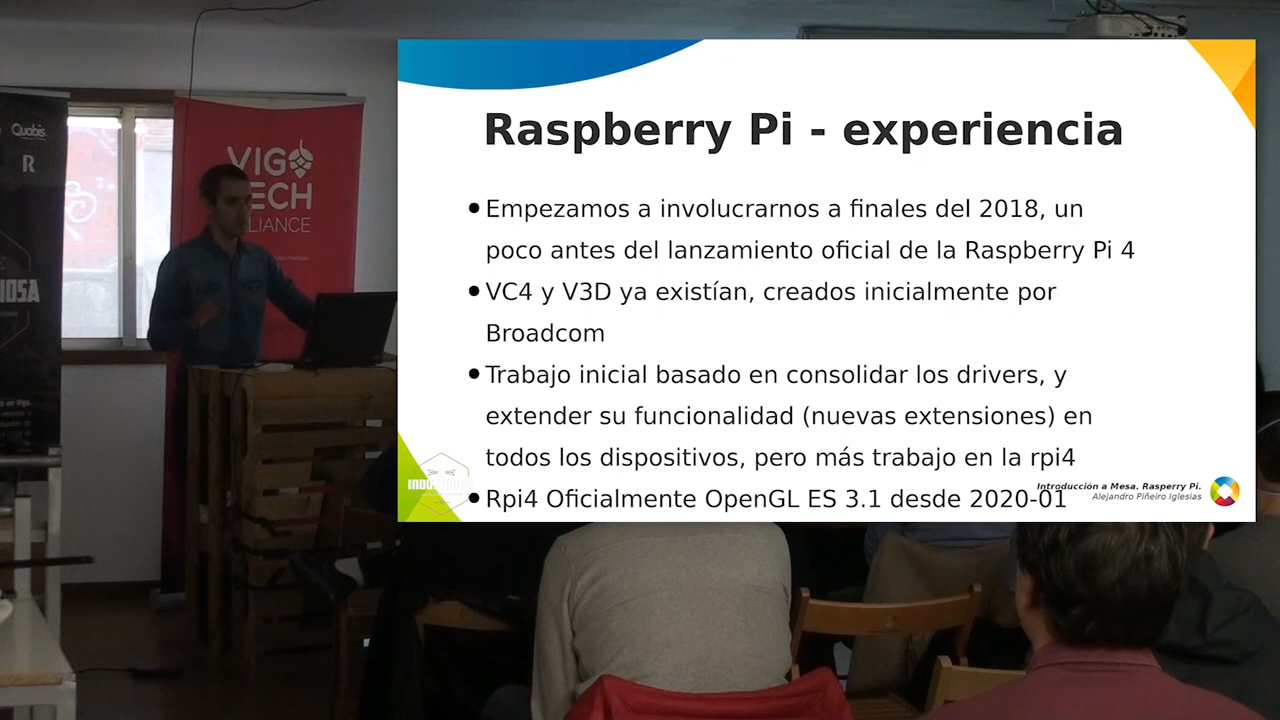 Quobis
R
VIGO
TECH
ALLIANCE
Raspberry Pi - experiencia
Empezamos a involucrarnos a finales del 2018, un
poco antes del lanzamiento oficial de la Raspberry Pi 4
VC4 y V3D ya existían, creados inicialmente por
Broadcom
Trabajo inicial basado en consolidar los drivers, y
extender su funcionalidad (nuevas extensiones) en
todos los dispositivos, pero más trabajo en la rpi4
Rpi4 Oficialmente OpenGL ES 3.1 desde 2020-01
Introducción a Mesa. Rasperry Pi.
Alejandro Piñeiro Iglesias